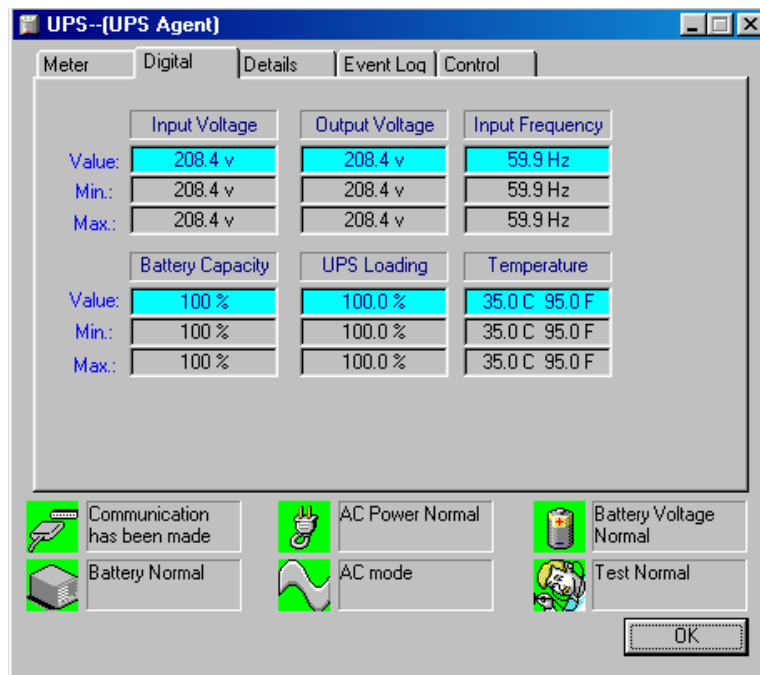 UPS--(UPS Agent)
Meter Digital Details Event Log Control
Input Voltage Output Voltage Input Frequency
Value: 208.4 v 208.4 v 59.9 Hz
Min.: 208.4 v 208.4 v 59.9 Hz
Max.: 208.4 v 208.4 v 59.9 Hz
Battery Capacity UPS Loading Temperature
Value: 100 % 100.0 % 35.0 C 95.0 F
Min.: 100 % 100.0 % 35.0 C 95.0 F
Max.: 100 % 100.0 % 35.0 C 95.0 F
Communication
has been made
AC Power Normal
Battery Voltage
Normal
Battery Normal
AC mode
Test Normal
OK